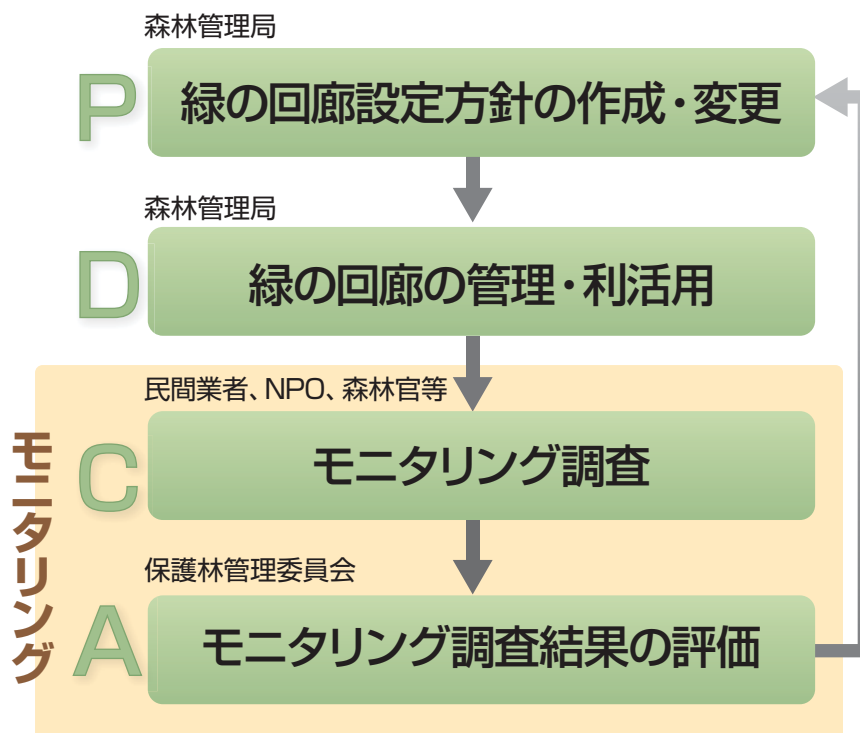 森林管理局
P
緑の回廊設定方針の作成・変更
森林管理局
D
緑の回廊の管理・利活用
民間業者、NPO、森林官等
モニタリング
C
モニタリング調査
保護林管理委員会
A
モニタリング調査結果の評価